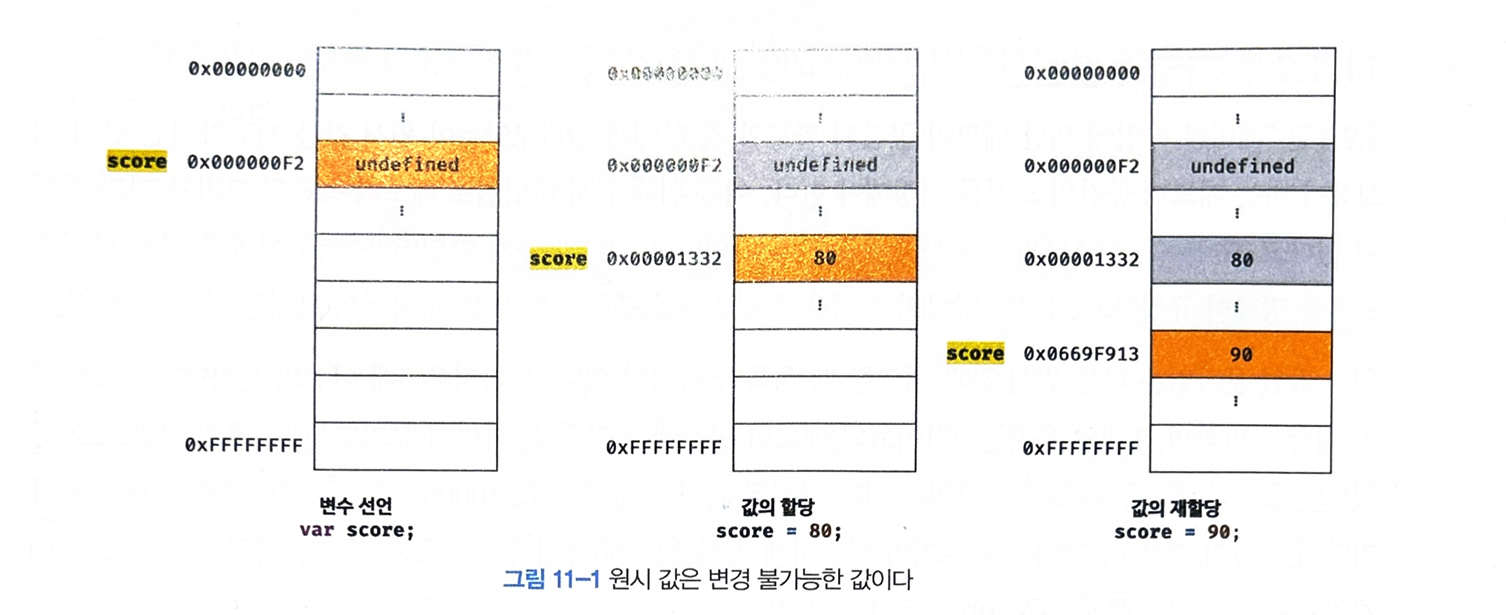 0x00000000
⋮
score 0x000000F2 undefined
⋮
0xFFFFFFFF
변수 선언
var score;
⋮
0x000000F2 undefined
⋮
score 0x00001332 80
⋮
0xFFFFFFFF
값의 할당
score = 80;
0x00000000
⋮
0x000000F2 undefined
⋮
0x00001332 80
⋮
score 0x0669F913 90
⋮
0xFFFFFFFF
값의 재할당
score = 90;
그림 11-1 원시 값은 변경 불가능한 값이다